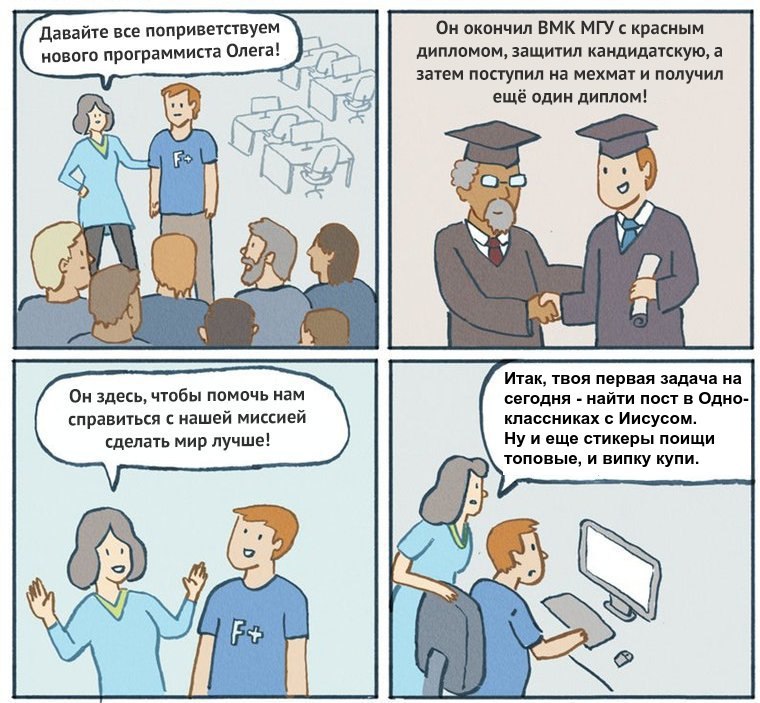 Давайте все поприветствуем
нового программиста Олега!
F+
Он окончил ВМК МГУ с красным
дипломом, защитил кандидатскую, а
затем поступил на мехмат и получил
ещё один диплом!
Он здесь, чтобы помочь нам
справиться с нашей миссией
сделать мир лучше!
F+
Итак, твоя первая задача на
сегодня - найти пост в Одно-
классниках с Иисусом.
Ну и еще стикеры поищи
топовые, и випку купи.